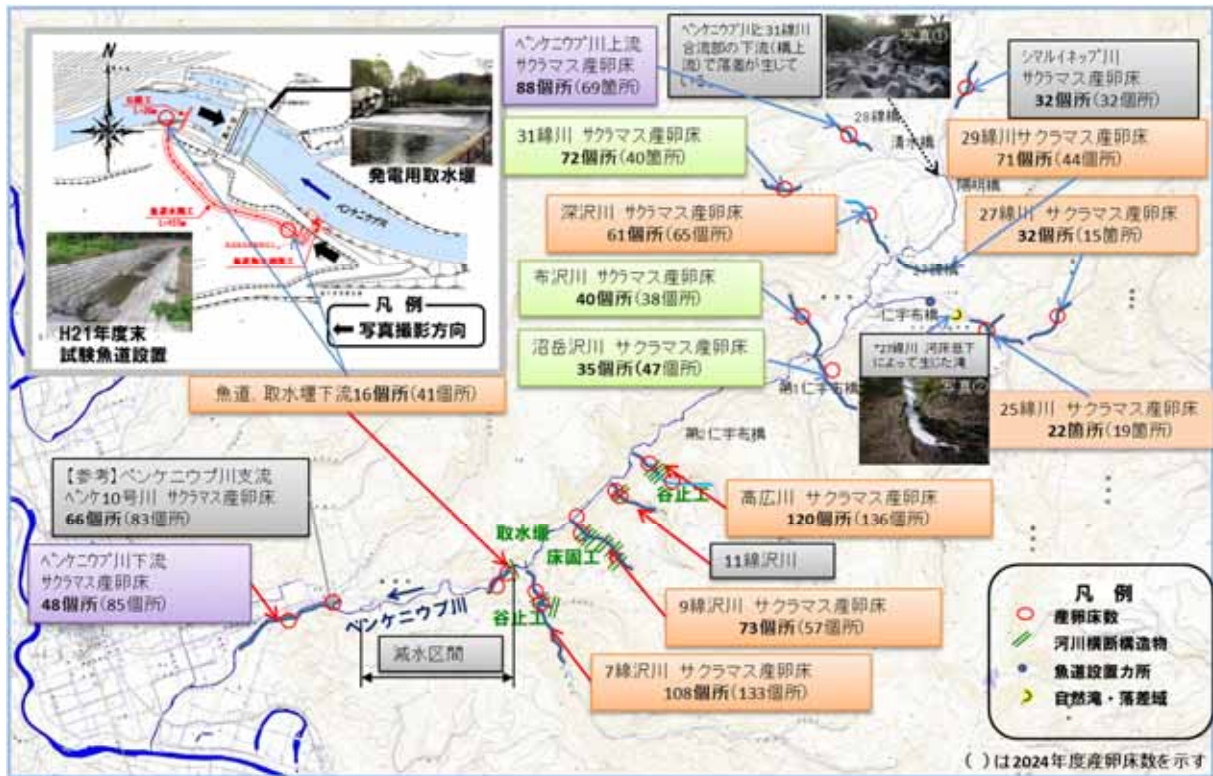 N
発電用取水堰
ペンケニウプ川
H21年度末
試験魚道設置
凡 例
写真撮影方向
ペンケニウプ川上流
サクラマス産卵床
88個所(69箇所)
ペンケニウプ川と31線川
合流部の下流(橋上
流)で落差が生じて
いる。
写真①
シマルイネップ川
サクラマス産卵床
32個所(32個所)
28線橋
清水橋
陽明橋
31線川 サクラマス産卵床
72個所(40箇所)
29線川サクラマス産卵床
71個所(44個所)
深沢川 サクラマス産卵床
61個所(65個所)
27線川 サクラマス産卵床
32個所(15箇所)
27線橋
布沢川 サクラマス産卵床
40個所(38個所)
仁宇布橋
沼岳沢川 サクラマス産卵床
35個所(47個所)
第1仁宇布橋
河床低下
によって生じた滝
写真②
魚道、取水堰下流16個所(41個所)
25線川 サクラマス産卵床
22箇所(19箇所)
第2仁宇布橋
【参考】ペンケニウプ川支流
ペンケ10号川 サクラマス産卵床
66個所(83個所)
谷止工
高広川 サクラマス産卵床
120個所(136個所)
取水堰
床固工
11線沢川
ペンケニウプ川下流
サクラマス産卵床
48個所(85個所)
ペンケニウプ川
谷止工
9線沢川 サクラマス産卵床
73個所(57個所)
減水区間
7線沢川 サクラマス産卵床
108個所(133個所)
凡 例
産卵床数
河川横断構造物
魚道設置カ所
自然滝・落差域
( )は2024年度産卵床数を示す